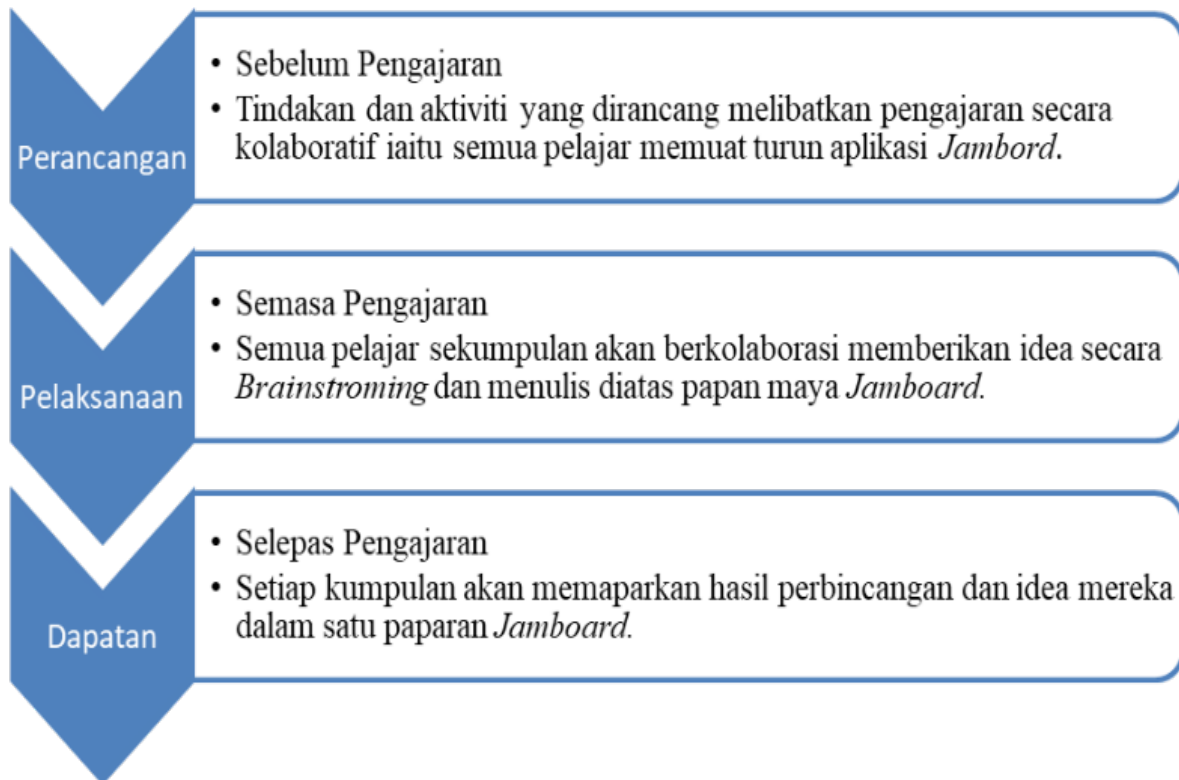 Perancangan
• Sebelum Pengajaran
• Tindakan dan aktiviti yang dirancang melibatkan pengajaran secara
kolaboratif iaitu semua pelajar memuat turun aplikasi Jambord.
Pelaksanaan
• Semasa Pengajaran
• Semua pelajar sekumpulan akan berkolaborasi memberikan idea secara
Brainstroming dan menulis diatas papan maya Jamboard.
Dapatan
• Selepas Pengajaran
• Setiap kumpulan akan memaparkan hasil perbincangan dan idea mereka
dalam satu paparan Jamboard.